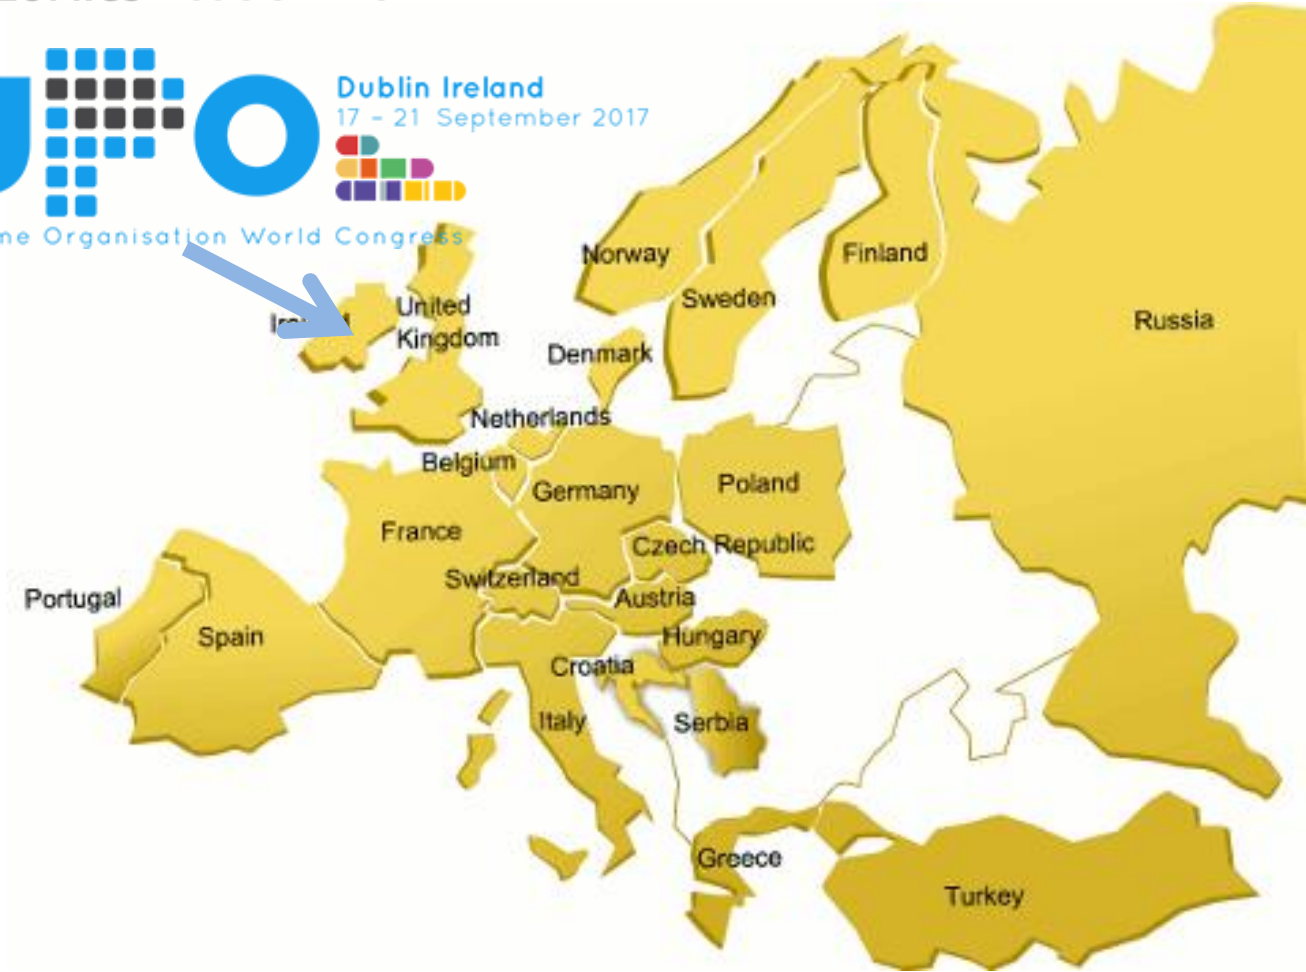 Dublin Ireland
17 - 21 September 2017
Organisation World Congress
Norway
Finland
Sweden
United
Kingdom
Russia
Denmark
Netherlands
Belgium
Germany
Poland
France
Czech Republic
Switzerland
Portugal
Austria
Spain
Hungary
Croatia
Italy
Serbia
Greece
Turkey